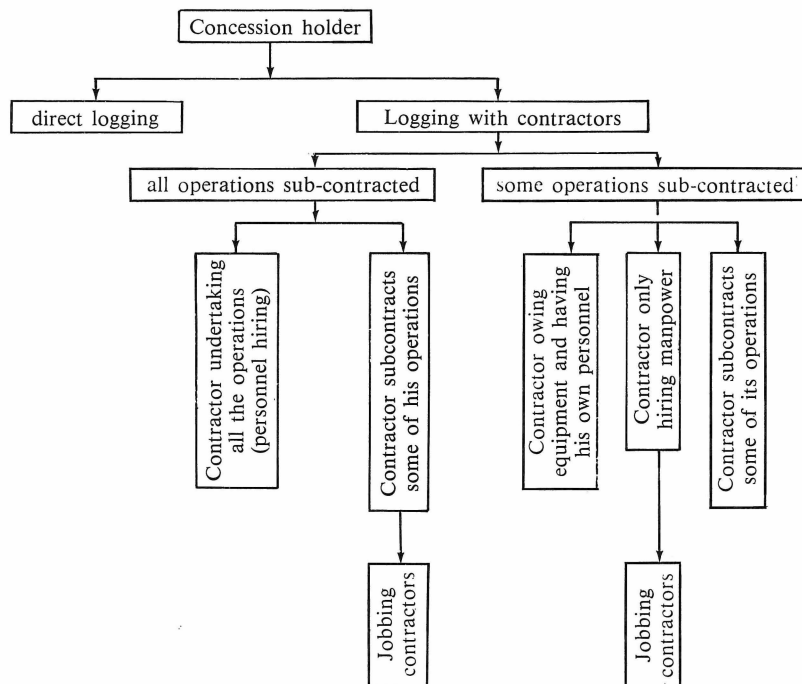 Concession holder
direct logging
Logging with contractors
all operations sub-contracted
some operations sub-contracted
Contractor undertaking
all the operations
(personnel hiring)
Contractor subcontracts
some of his operations
Contractor owing
equipment and having
his own personnel
Contractor only
hiring manpower
Contractor subcontracts
some of its operations
Jobbing
contractors
Jobbing
contractors